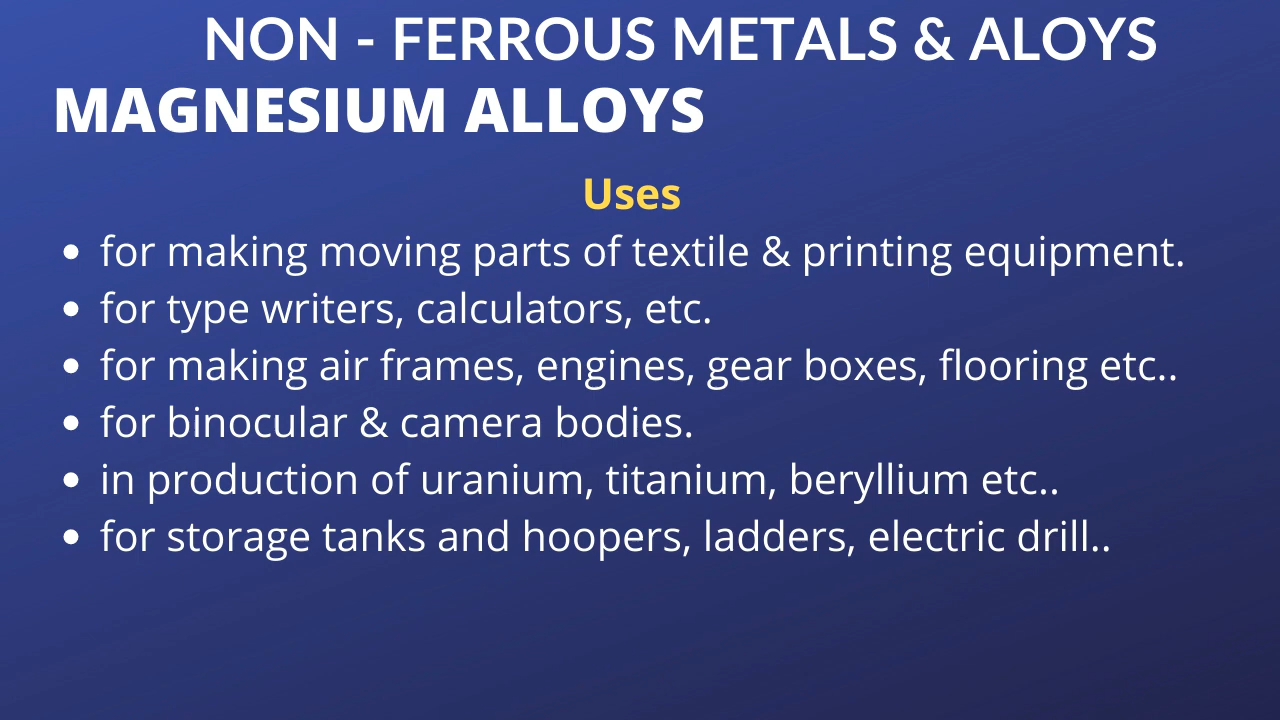 NON - FERROUS METALS & ALOYS
MAGNESIUM ALLOYS
Uses
• for making moving parts of textile & printing equipment.
• for type writers, calculators, etc.
• for making air frames, engines, gear boxes, flooring etc..
• for binocular & camera bodies.
• in production of uranium, titanium, beryllium etc..
• for storage tanks and hoopers, ladders, electric drill..